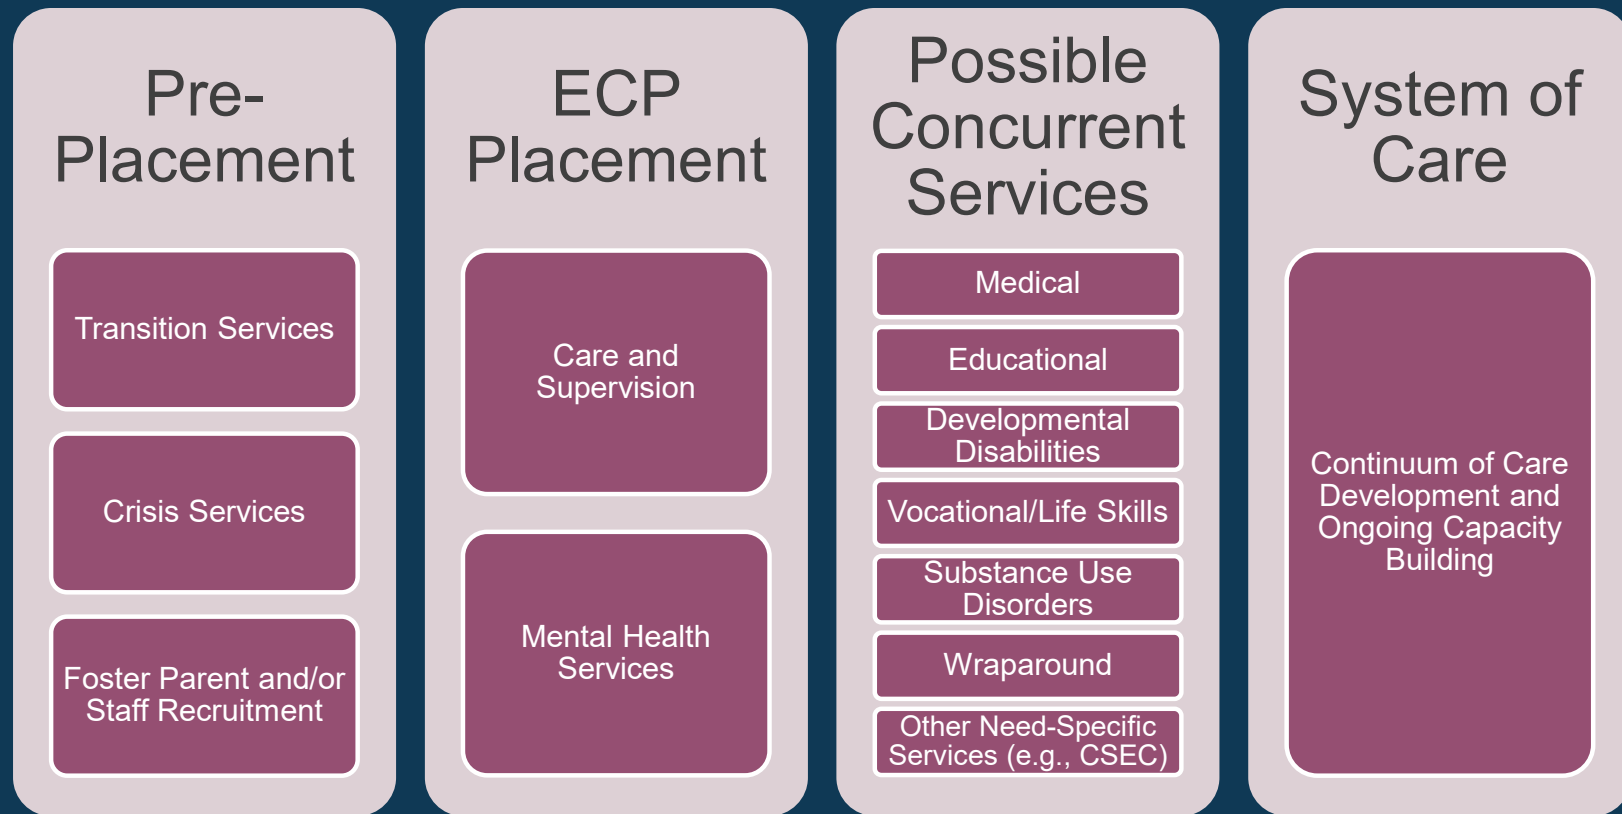 Pre-
Placement
Transition Services
Crisis Services
Foster Parent and/or
Staff Recruitment
ECP
Placement
Care and
Supervision
Mental Health
Services
Possible
Concurrent
Services
Medical
Educational
Developmental
Disabilities
Vocational/Life Skills
Substance Use
Disorders
Wraparound
Other Need-Specific
Services (e.g., CSEC)
System of
Care
Continuum of Care
Development and
Ongoing Capacity
Building